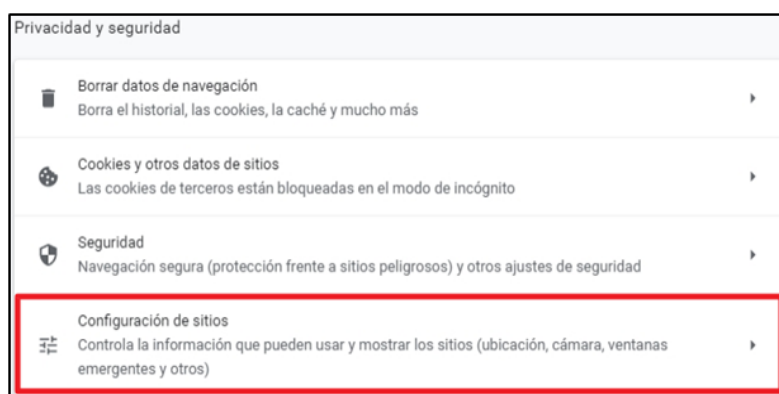 Privacidad y seguridad
Borrar datos de navegación
Borra el historial, las cookies, la caché y mucho más
Cookies y otros datos de sitios
Las cookies de terceros están bloqueadas en el modo de incógnito
Seguridad
Navegación segura (protección frente a sitios peligrosos) y otros ajustes de seguridad
Configuración de sitios
Controla la información que pueden usar y mostrar los sitios (ubicación, cámara, ventanas
emergentes y otros)